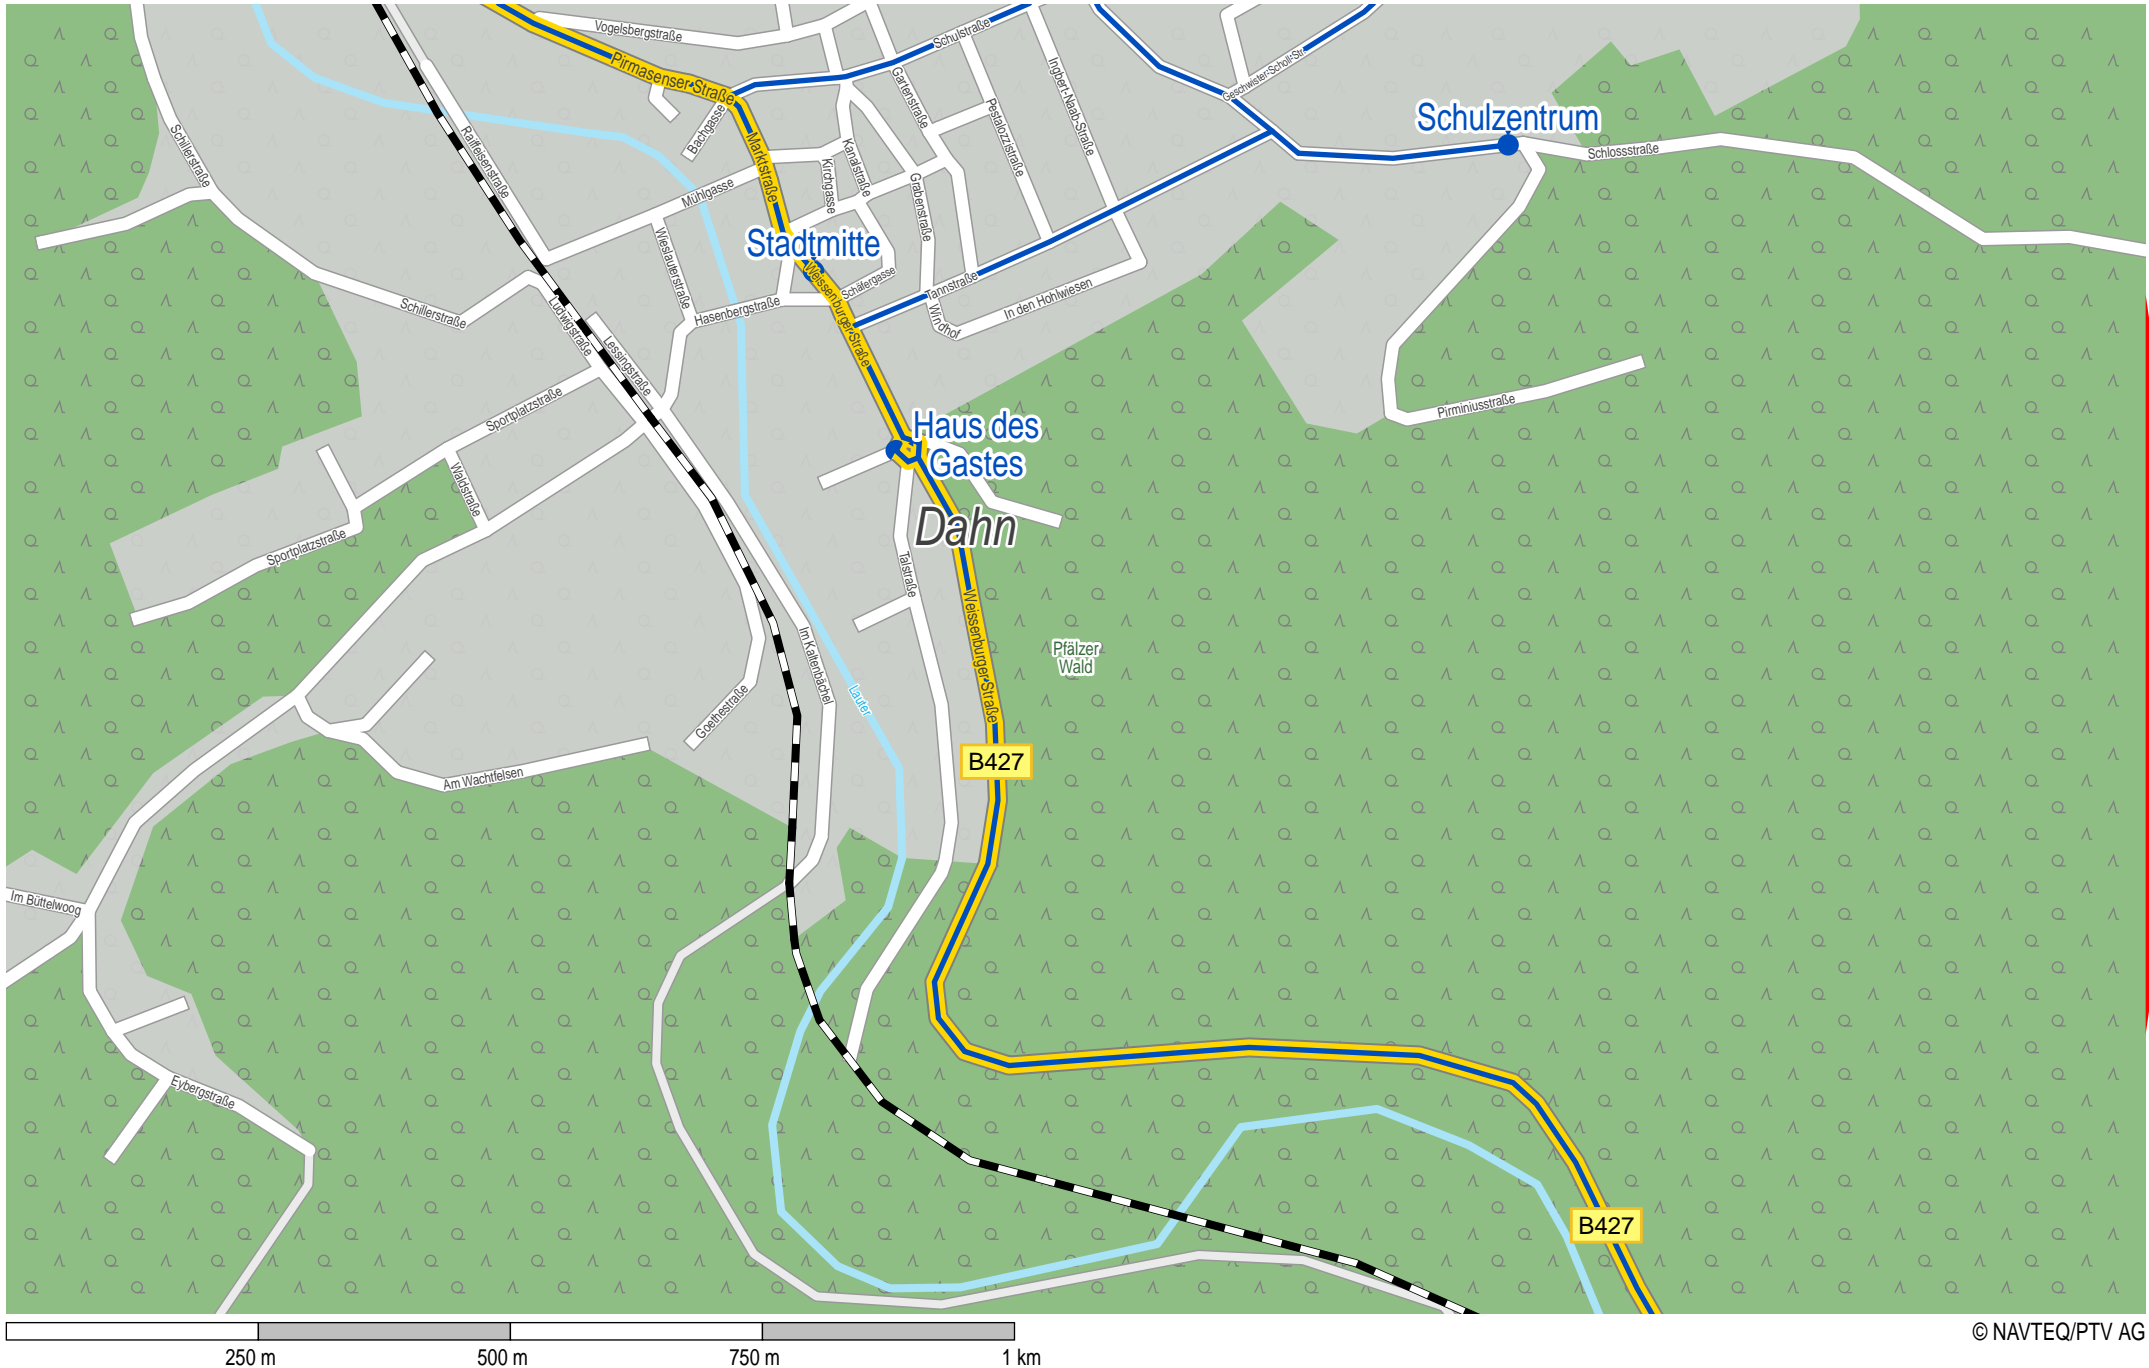 Vogelsbergstraße
Schulstraße
Pirmasenser-Straße
Gartenstraße
Ingbert-Naab-Straße
Geschwister-Scholl-Str.
Schulzentrum
Schlossstraße
Schillerstraße
Raiffeisenstraße
Bachgasse
Marktstraße
Kanalstraße
Kirchgasse
Pestalozzistraße
Mühlgasse
Grabenstraße
Wieslauterstraße
Stadtmitte
Weissenburger-Straße
Schäfergasse
Tannstraße
In den Hohlwiesen
Windhof
Hasenbergstraße
Schillerstraße
Ludwigstraße
Lessingstraße
Sportplatzstraße
Pirminiusstraße
Haus des
Gastes
Waldstraße
Dahn
Sportplatzstraße
Talstraße
Weissenburger-Straße
Pfälzer
Wald
Im Kaltenbächel
Lauter
Goethestraße
B427
Am Wachtfelsen
Im Büttelwoog
Eybergstraße
B427
250 m
500 m
750 m
1 km
© NAVTEQ/PTV AG